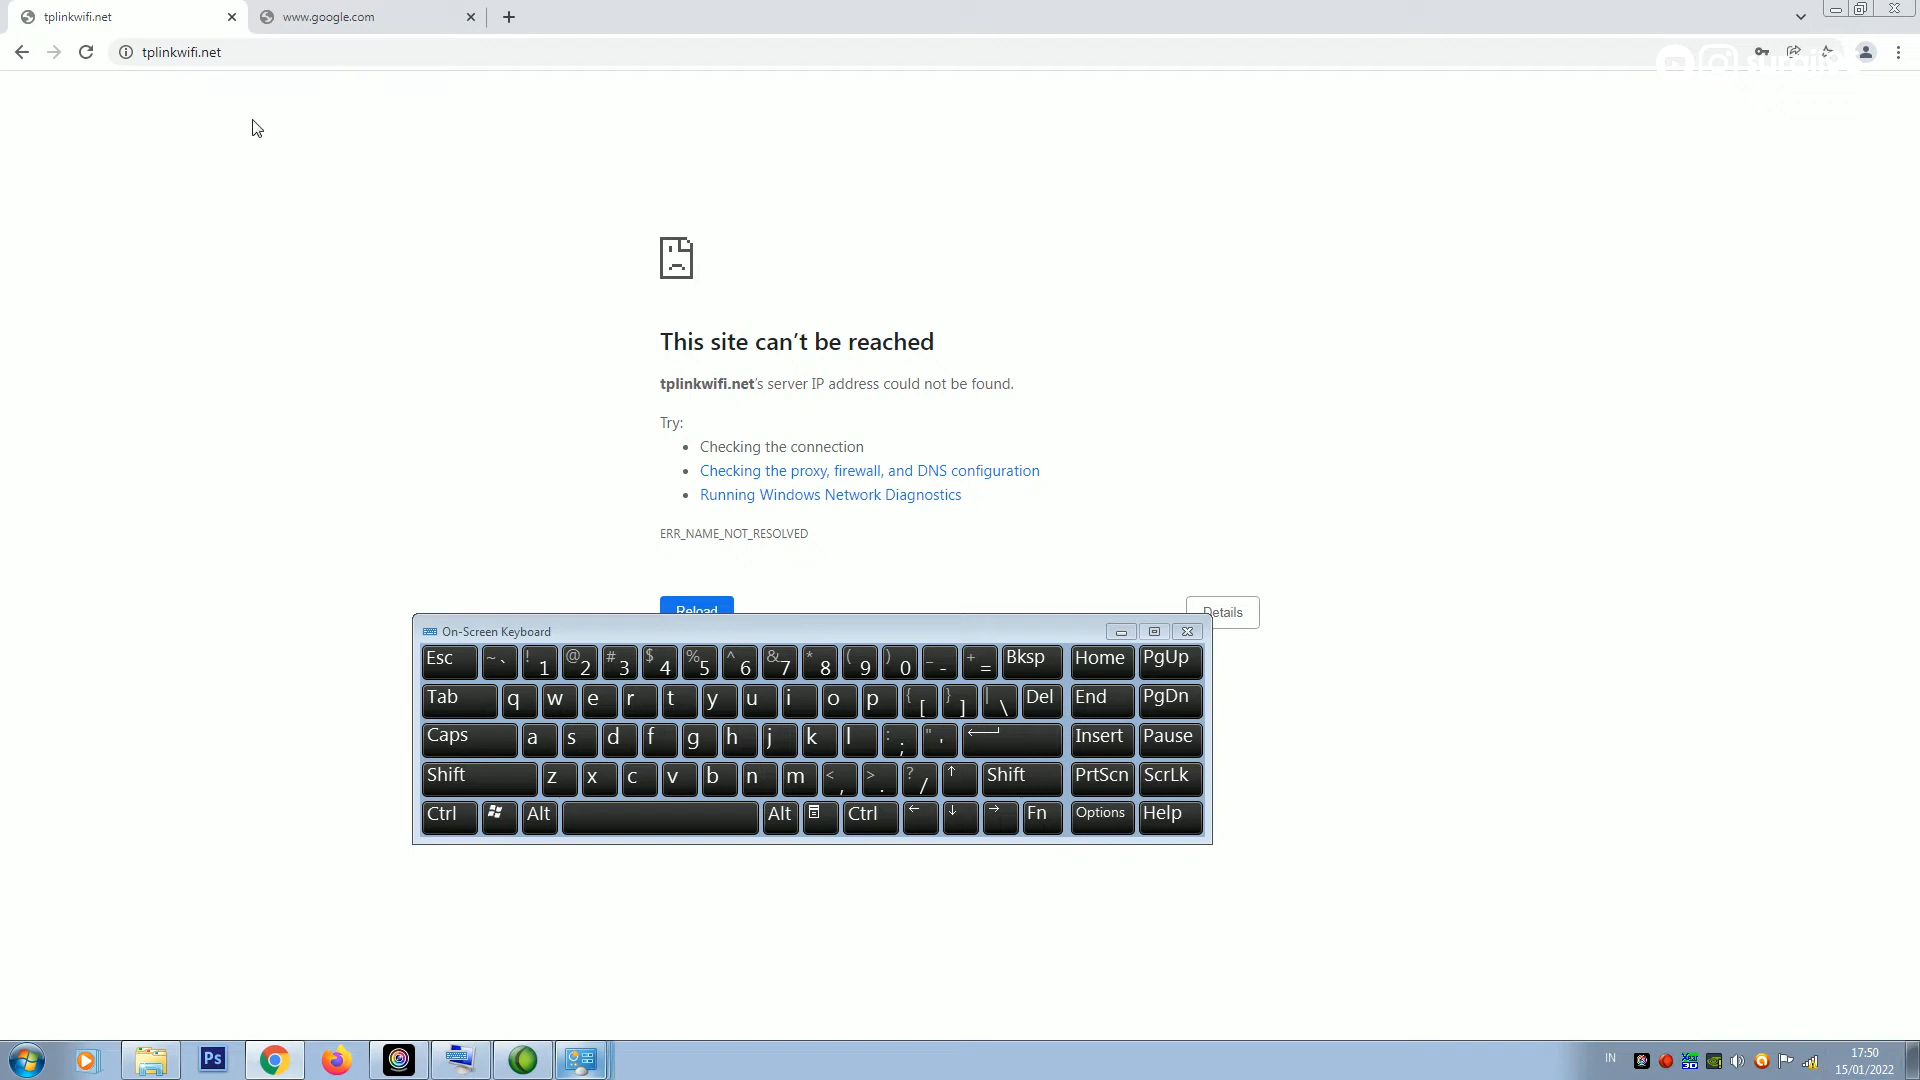 tplinkwifi.net
www.google.com
tplinkwifi.net
This site can't be reached
tplinkwifi.net's server IP address could not be found.
Try:
Checking the connection
Checking the proxy, firewall, and DNS configuration
Running Windows Network Diagnostics
ERR_NAME_NOT_RESOLVED
Reload
Details
On-Screen Keyboard
Esc ~ ` ! 1 @ 2 # 3 $ 4 % 5 ^ 6 & 7 * 8 ( 9 ) 0 _ - + = Bksp Home PgUp
Tab q w e r t y u i o p { [ } ] | \ Del End PgDn
Caps a s d f g h j k l : ; " ' Insert Pause
Shift z x c v b n m < , > . ? / ↑ Shift PrtScn ScrLk
Ctrl Alt Alt Ctrl ← ↓ → Fn Options Help
Ps
IN
17:50
15/01/2022